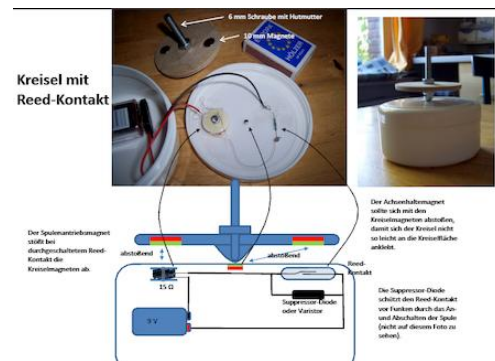 6 mm Schraube mit Hutmutter
10 mm Magnete
HÖLZER
Kreisel mit
Reed-Kontakt
Der Achsenhaltemagnet
sollte sich mit den
Kreiselmagneten abstoßen,
damit sich der Kreisel nicht
so leicht an die Kreiselfläche
anklebt.
Der Spulenantriebsmagnet
stößt bei
durchgeschaltetem Reed-
Kontakt die
Kreiselmagneten ab.
abstoßend
abstoßend
Reed-
Kontakt
15 Ω
Suppressor-Diode
oder Varistor
9 V
Die Suppressor-Diode
schützt den Reed-Kontakt
vor Funken durch das An-
und Abschalten der Spule
(nicht auf diesem Foto zu
sehen).